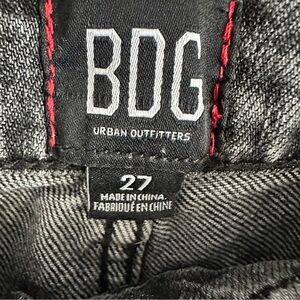 BDG
URBAN OUTFITTERS
27
MADE IN CHINA
FABRIQUÉ EN CHINE